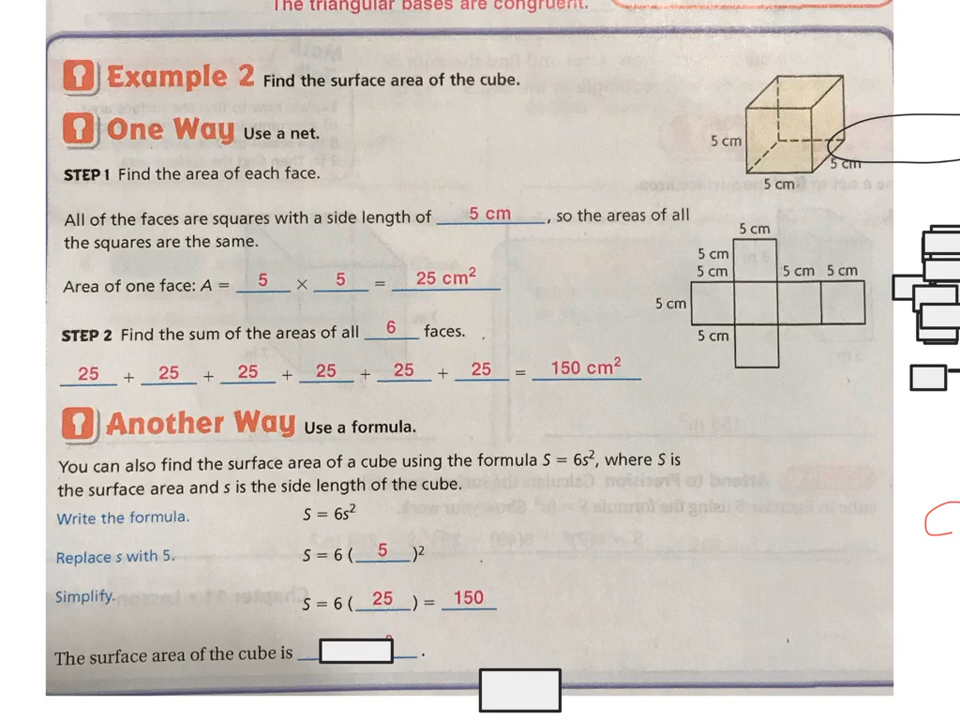 The triangular bases are congruent.
Example 2 Find the surface area of the cube.
One Way Use a net.
5 cm
5 cm
5 cm
STEP 1 Find the area of each face.
All of the faces are squares with a side length of 5 cm, so the areas of all
the squares are the same.
5 cm
5 cm
5 cm 5 cm 5 cm
5 cm
5 cm
Area of one face: A = 5 × 5 = 25 cm²
STEP 2 Find the sum of the areas of all 6 faces.
25 + 25 + 25 + 25 + 25 + 25 = 150 cm²
Another Way Use a formula.
You can also find the surface area of a cube using the formula S = 6s², where S is
the surface area and s is the side length of the cube.
Write the formula. S = 6s²
Replace s with 5. S = 6 ( 5 )²
Simplify. S = 6 ( 25 ) = 150
The surface area of the cube is .